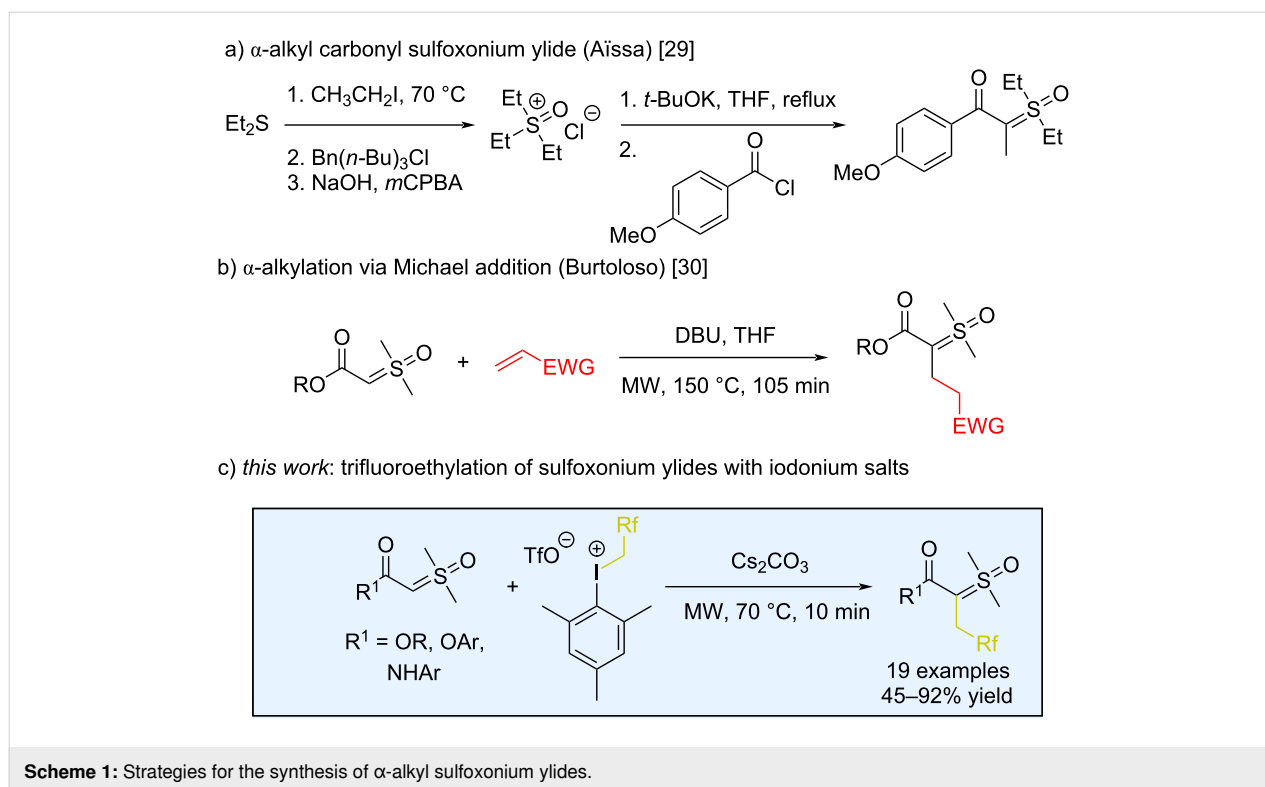 a) α-alkyl carbonyl sulfoxonium ylide (Aïssa) [29]
Et₂S
1. CH₃CH₂I, 70 °C
2. Bn(n-Bu)₃Cl
3. NaOH, mCPBA
Et ⊕ O
S Cl ⊖
Et Et
1. t-BuOK, THF, reflux
2.
O
Cl
MeO
O Et
S O
Et
MeO
b) α-alkylation via Michael addition (Burtoloso) [30]
O
S O
RO
+
EWG
DBU, THF
MW, 150 °C, 105 min
O
S O
RO
EWG
c) this work: trifluoroethylation of sulfoxonium ylides with iodonium salts
O
S O
R¹
R¹ = OR, OAr,
NHAr
+
Rf
TfO ⊖ ⊕
I
Cs₂CO₃
MW, 70 °C, 10 min
O
S O
R¹
Rf
19 examples
45–92% yield
Scheme 1: Strategies for the synthesis of α-alkyl sulfoxonium ylides.